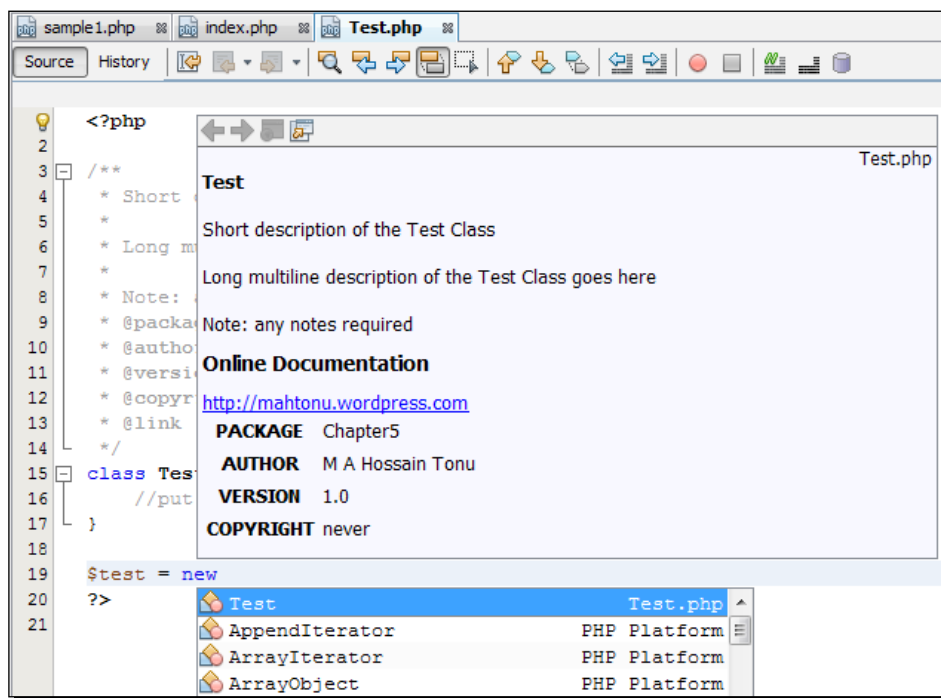 sample1.php index.php Test.php
Source History
<?php
2
3 /**
4 * Short
5 *
6 * Long
7 *
8 * Note:
9 * @packa
10 * @autho
11 * @versi
12 * @copyr
13 * @link
14 */
15 class Tes
16 //put
17 }
18
19 $test = new
20 ?>
21
Test.php
Test
Short description of the Test Class
Long multiline description of the Test Class goes here
Note: any notes required
Online Documentation
http://mahtonu.wordpress.com
PACKAGE Chapter5
AUTHOR M A Hossain Tonu
VERSION 1.0
COPYRIGHT never
Test Test.php
AppendIterator PHP Platform
ArrayIterator PHP Platform
ArrayObject PHP Platform